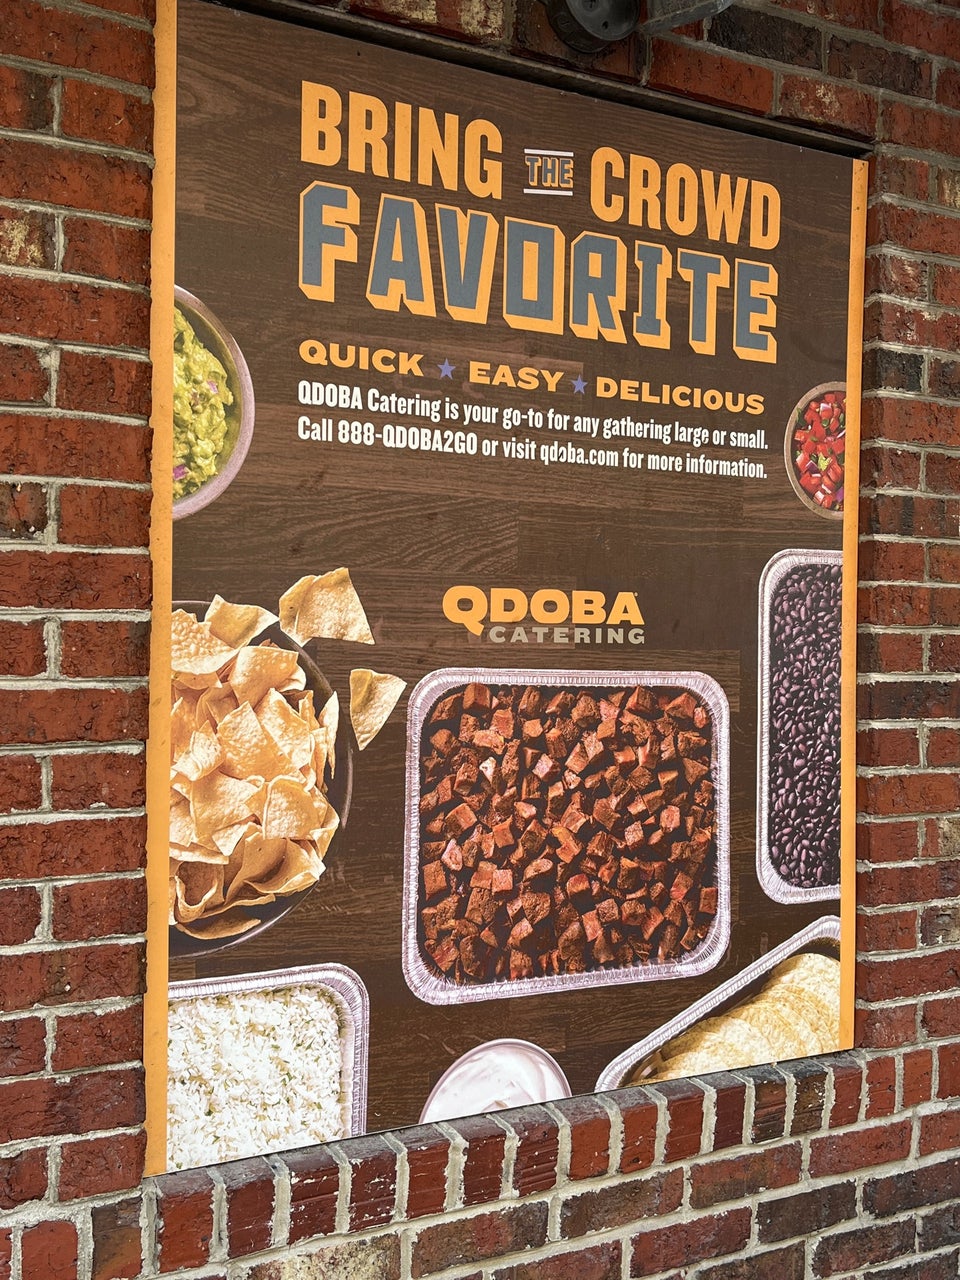 BRING THE CROWD
FAVORITE
QUICK ★ EASY ★ DELICIOUS
QDOBA Catering is your go-to for any gathering large or small.
Call 888-QDOBA2GO or visit qdoba.com for more information.
QDOBA
CATERING